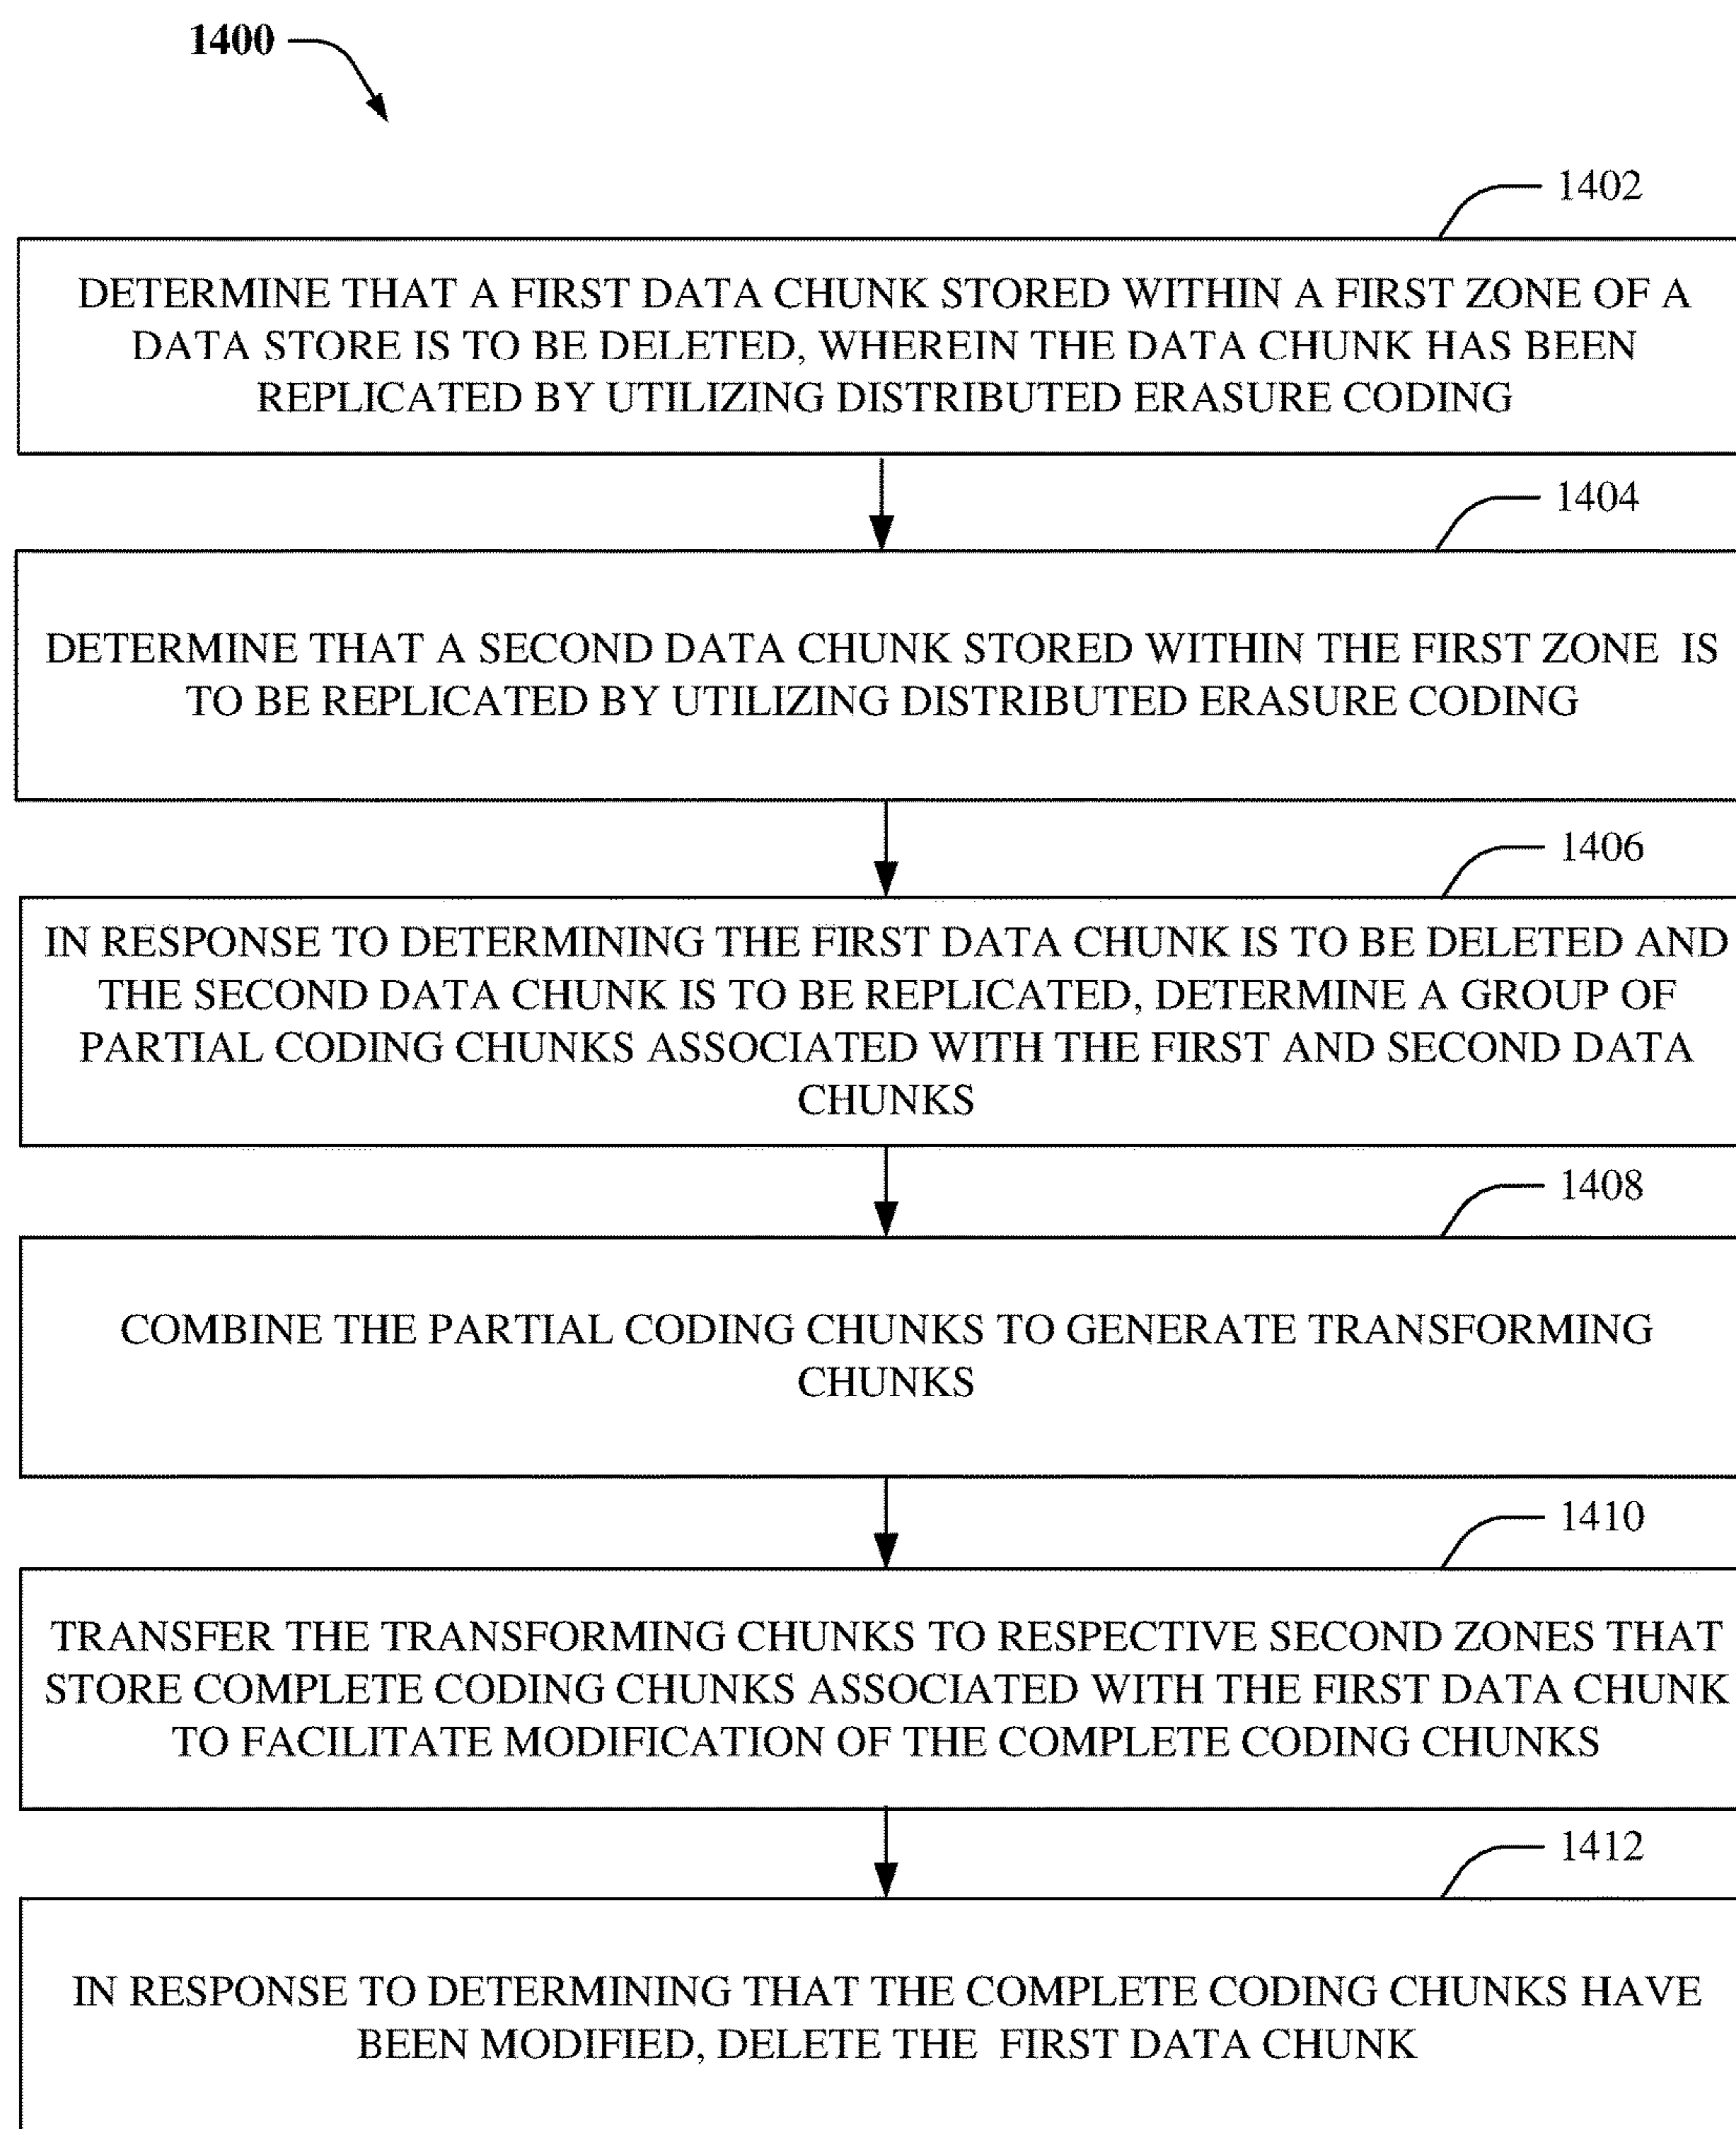 1400
1402
DETERMINE THAT A FIRST DATA CHUNK STORED WITHIN A FIRST ZONE OF A
DATA STORE IS TO BE DELETED, WHEREIN THE DATA CHUNK HAS BEEN
REPLICATED BY UTILIZING DISTRIBUTED ERASURE CODING
1404
DETERMINE THAT A SECOND DATA CHUNK STORED WITHIN THE FIRST ZONE IS
TO BE REPLICATED BY UTILIZING DISTRIBUTED ERASURE CODING
1406
IN RESPONSE TO DETERMINING THE FIRST DATA CHUNK IS TO BE DELETED AND
THE SECOND DATA CHUNK IS TO BE REPLICATED, DETERMINE A GROUP OF
PARTIAL CODING CHUNKS ASSOCIATED WITH THE FIRST AND SECOND DATA
CHUNKS
1408
COMBINE THE PARTIAL CODING CHUNKS TO GENERATE TRANSFORMING
CHUNKS
1410
TRANSFER THE TRANSFORMING CHUNKS TO RESPECTIVE SECOND ZONES THAT
STORE COMPLETE CODING CHUNKS ASSOCIATED WITH THE FIRST DATA CHUNK
TO FACILITATE MODIFICATION OF THE COMPLETE CODING CHUNKS
1412
IN RESPONSE TO DETERMINING THAT THE COMPLETE CODING CHUNKS HAVE
BEEN MODIFIED, DELETE THE FIRST DATA CHUNK